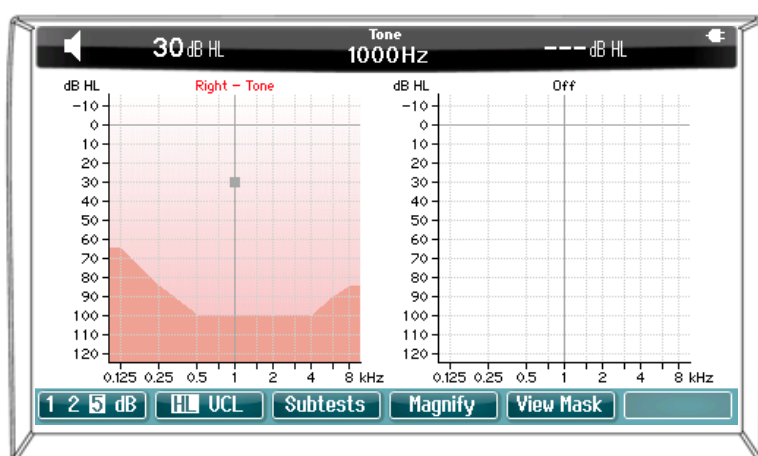 30 dB HL Tone ---dB HL
1000Hz
dB HL Right - Tone dB HL Off
-10 -10
0 0
10 10
20 20
30 30
40 40
50 50
60 60
70 70
80 80
90 90
100 100
110 110
120 120
0.125 0.25 0.5 1 2 4 8 kHz 0.125 0.25 0.5 1 2 4 8 kHz
1 2 5 dB HL UCL Subtests Magnify View Mask